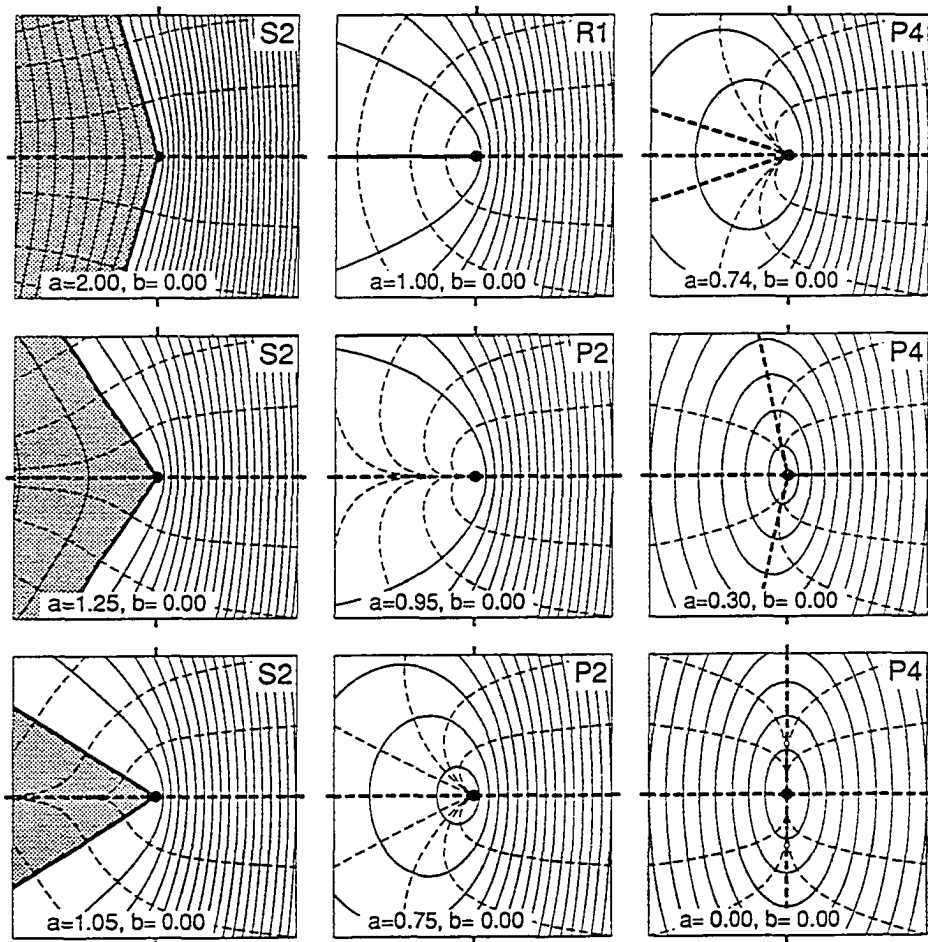 S2
R1
P4
a=2.00, b= 0.00
a=1.00, b= 0.00
a=0.74, b= 0.00
S2
P2
P4
a=1.25, b= 0.00
a=0.95, b= 0.00
a=0.30, b= 0.00
S2
P2
P4
a=1.05, b= 0.00
a=0.75, b= 0.00
a= 0.00, b= 0.00